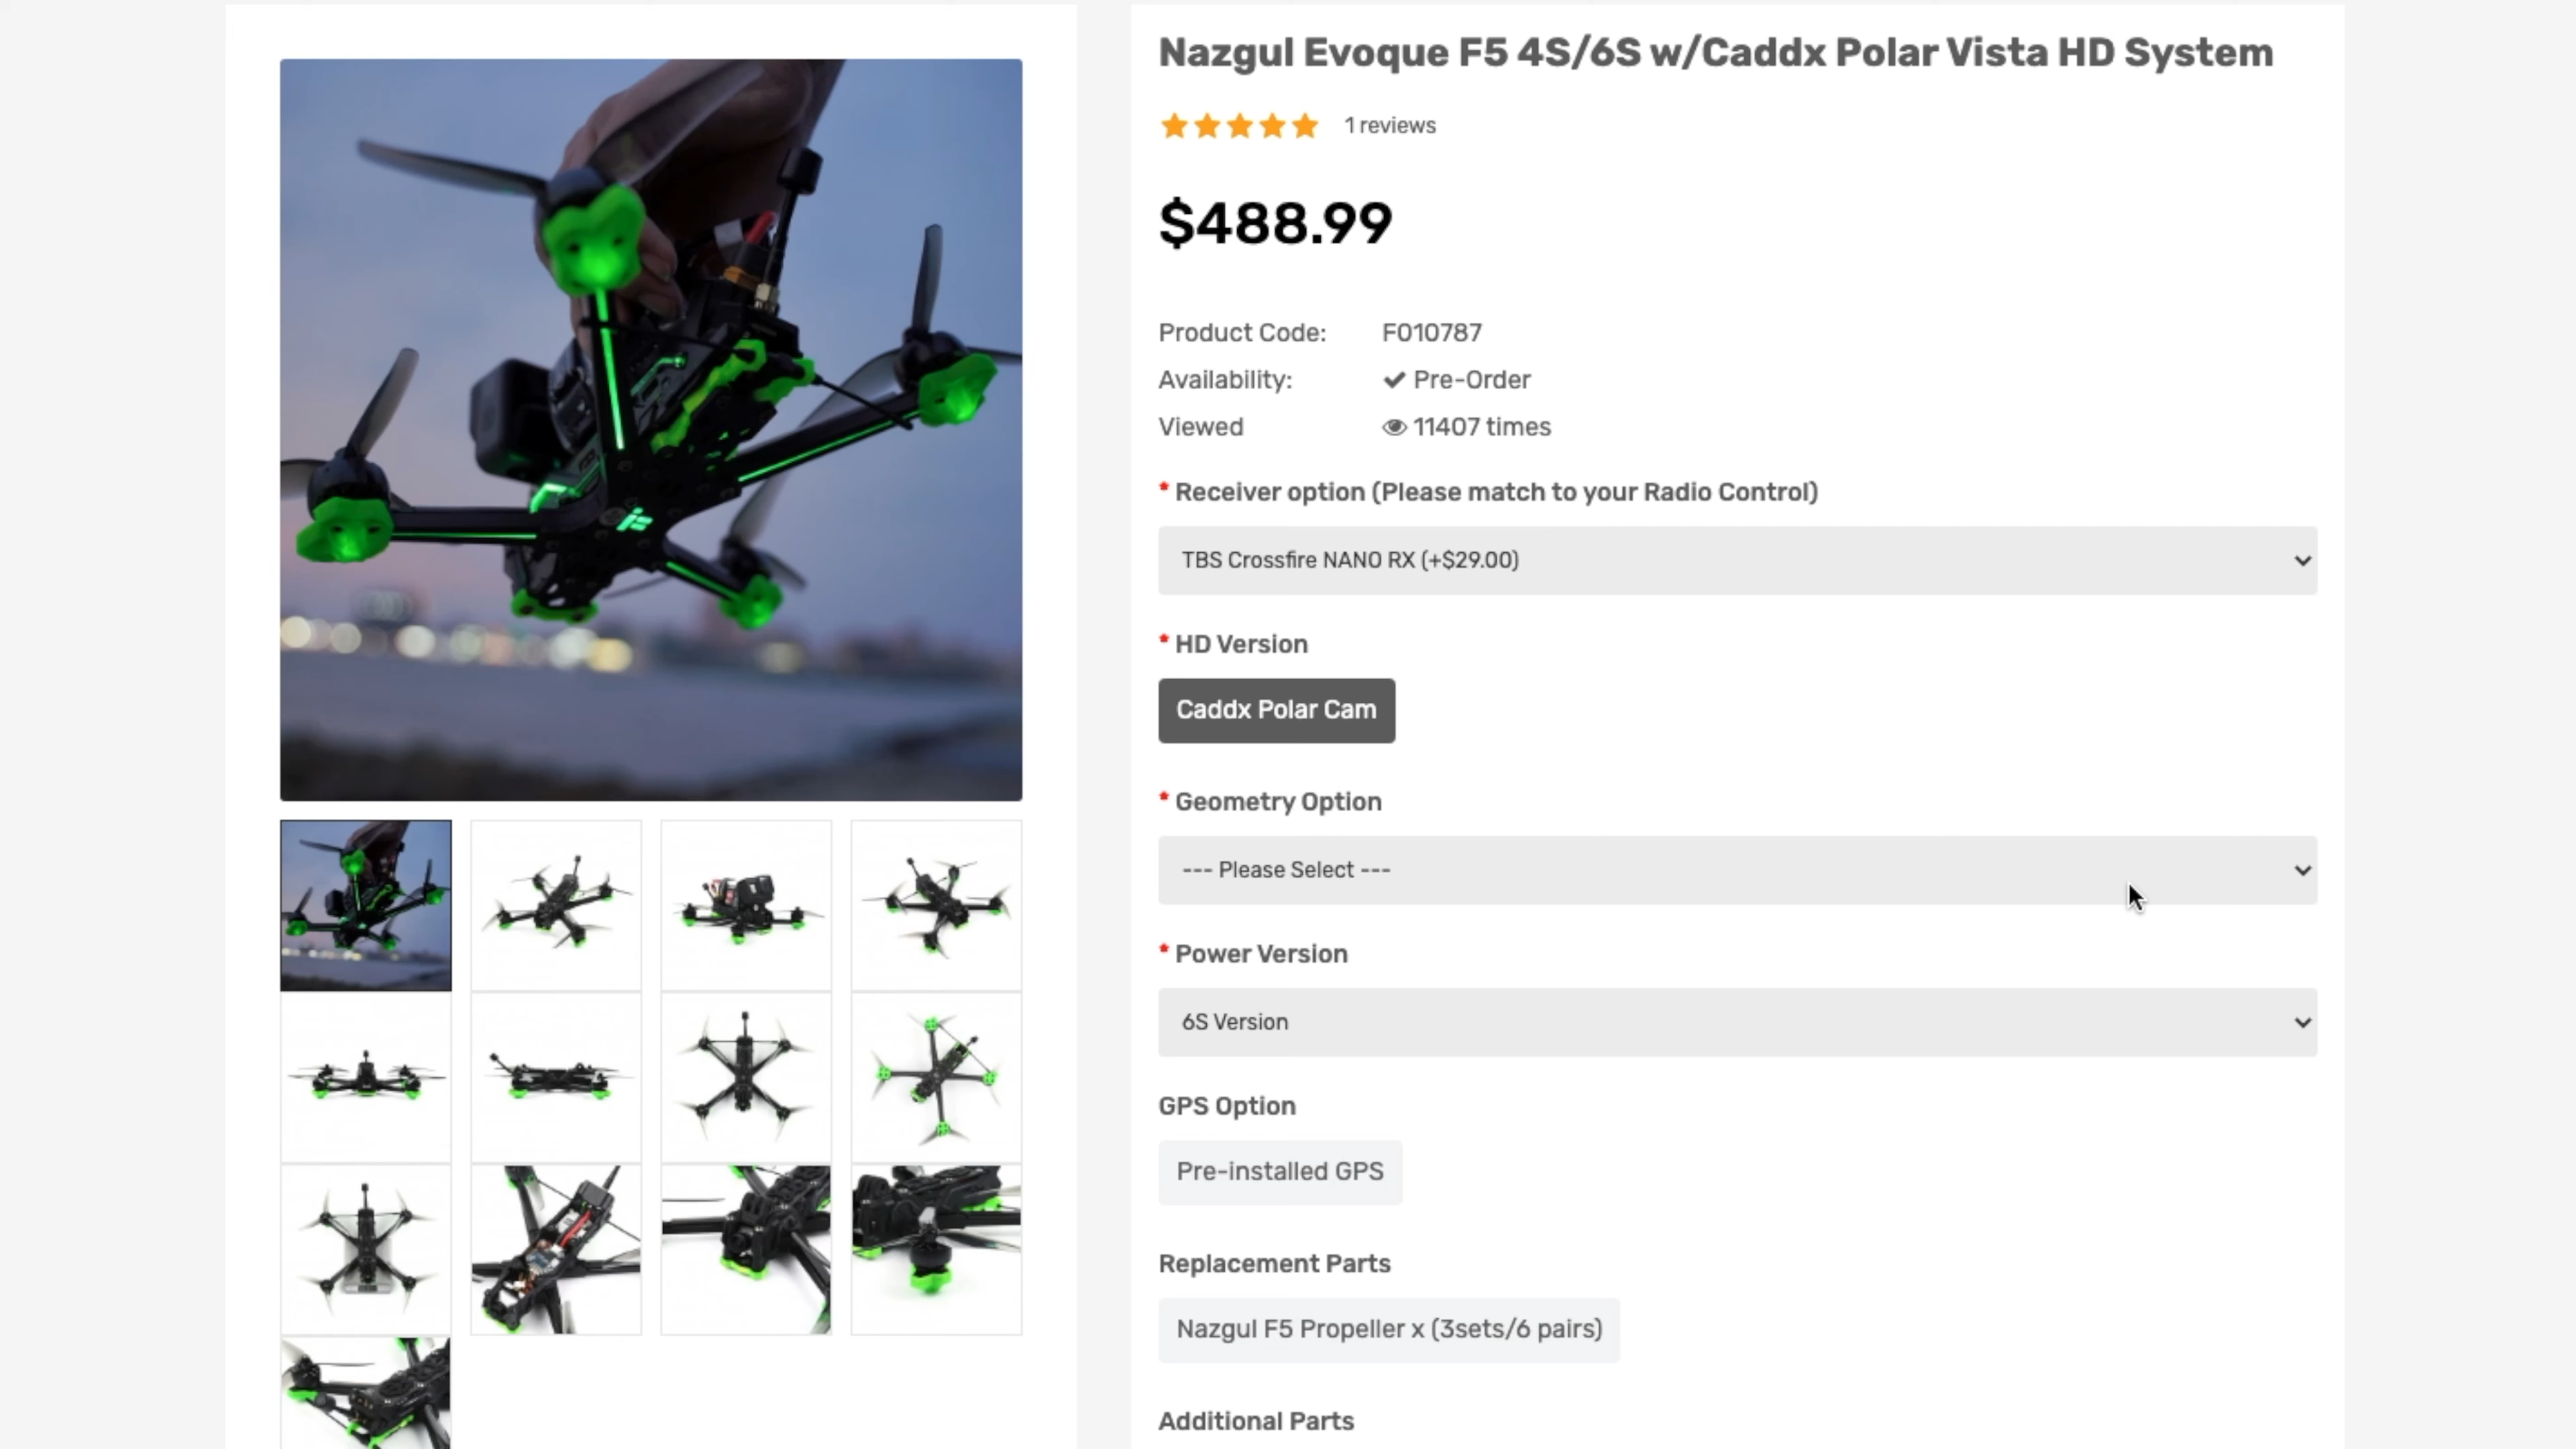 Nazgul Evoque F5 4S/6S w/Caddx Polar Vista HD System
1 reviews
$488.99
Product Code: F010787
Availability: Pre-Order
Viewed 11407 times
* Receiver option (Please match to your Radio Control)
TBS Crossfire NANO RX (+$29.00)
* HD Version
Caddx Polar Cam
* Geometry Option
--- Please Select ---
* Power Version
6S Version
GPS Option
Pre-installed GPS
Replacement Parts
Nazgul F5 Propeller x (3sets/6 pairs)
Additional Parts